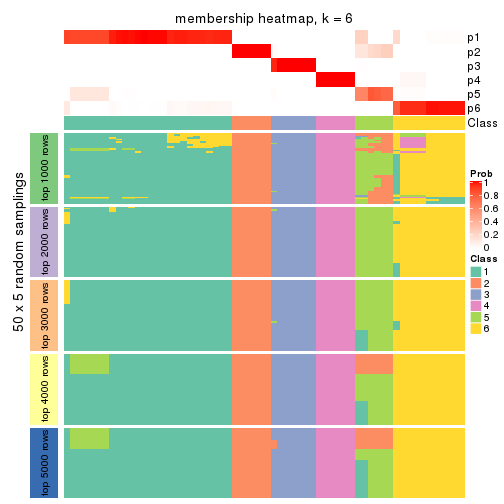 membership heatmap, k = 6
p1
p2
p3
p4
p5
p6
Class
50 x 5 random samplings
top 1000 rows
top 2000 rows
top 3000 rows
top 4000 rows
top 5000 rows
Prob
1
0.8
0.6
0.4
0.2
0
Class
1
2
3
4
5
6